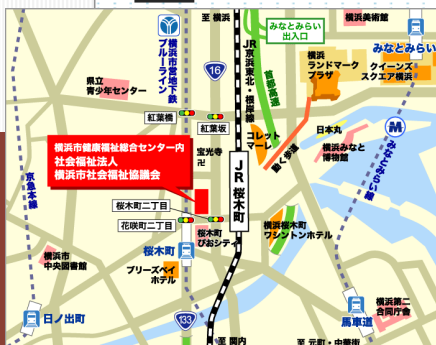 至 横浜
みなとみらい
出入口
横浜美術館
みなとみらい
クイーンズ
スクエア横浜
横浜
ランドマーク
プラザ
横浜市営地下鉄
ブルーライン
16
JR京浜東北・根岸線
首都高速
県立
青少年センター
紅葉橋
紅葉坂
コレット
マーレ
動く歩道
日本丸
横浜みなと
博物館
みなとみらい線
宝光寺
卍
横浜市健康福祉総合センター内
社会福祉法人
横浜市社会福祉協議会
JR 桜木町
京急本線
桜木町二丁目
花咲町二丁目
桜木町
桜木町
ぴおシティ
横浜桜木町
ワシントンホテル
横浜市
中央図書館
ブリーズベイ
ホテル
日ノ出町
133
馬車道
横浜第二
合同庁舎
至 関内
至 元町・中華街